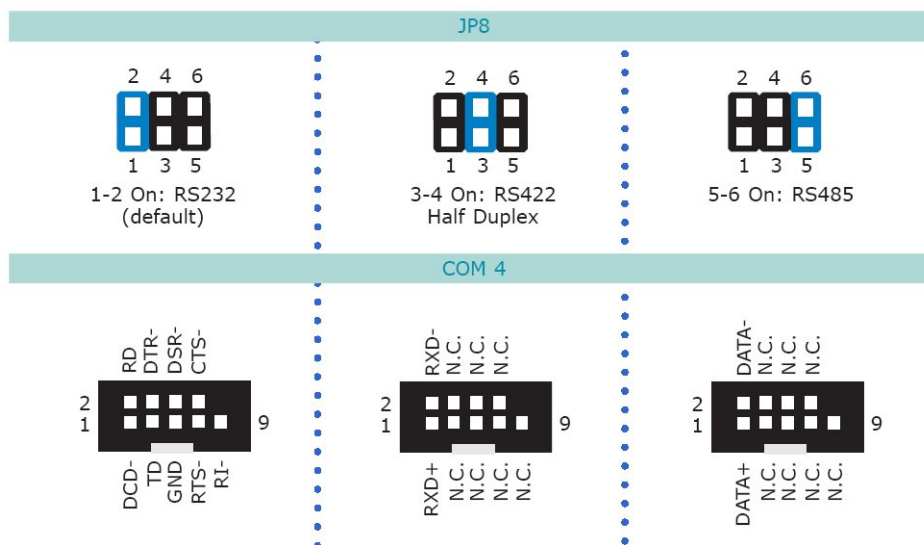 JP8
2 4 6
1 3 5
1-2 On: RS232
(default)
2 4 6
1 3 5
3-4 On: RS422
Half Duplex
2 4 6
1 3 5
5-6 On: RS485
COM 4
RD
DTR-
DSR-
CTS-
2
1
9
DCD-
TD
GND
RTS-
RI-
RXD-
N.C.
N.C.
N.C.
2
1
9
RXD+
N.C.
N.C.
N.C.
N.C.
DATA-
N.C.
N.C.
N.C.
2
1
9
DATA+
N.C.
N.C.
N.C.
N.C.